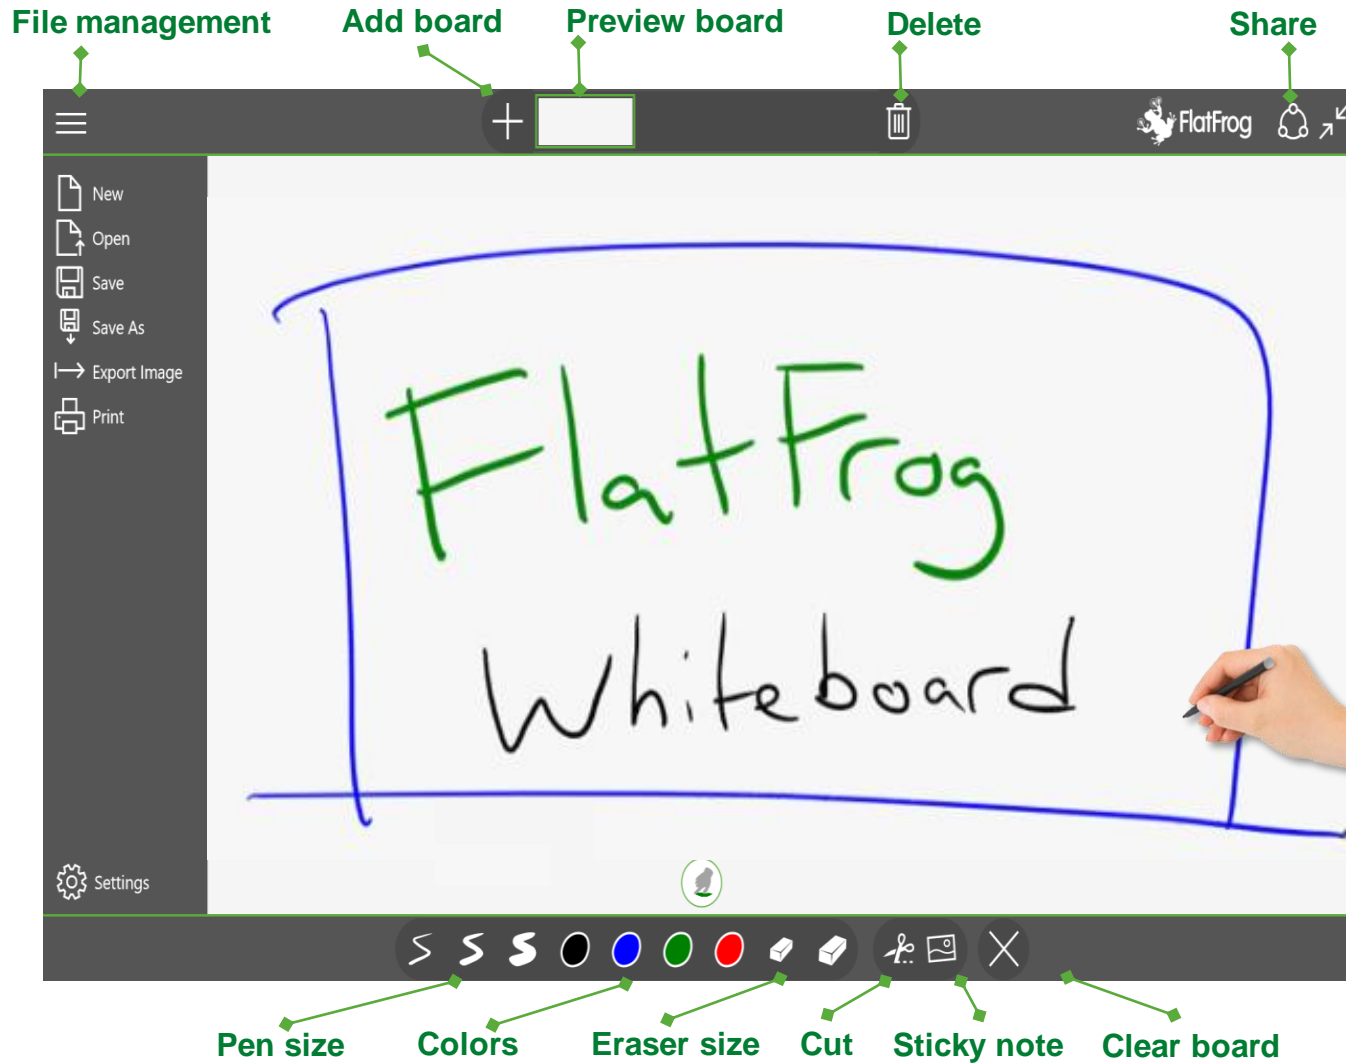 File management Add board Preview board Delete Share
FlatFrog
New
Open
Save
Save As
Export Image
Print
FlatFrog
Whiteboard
Settings
Pen size Colors Eraser size Cut Sticky note Clear board